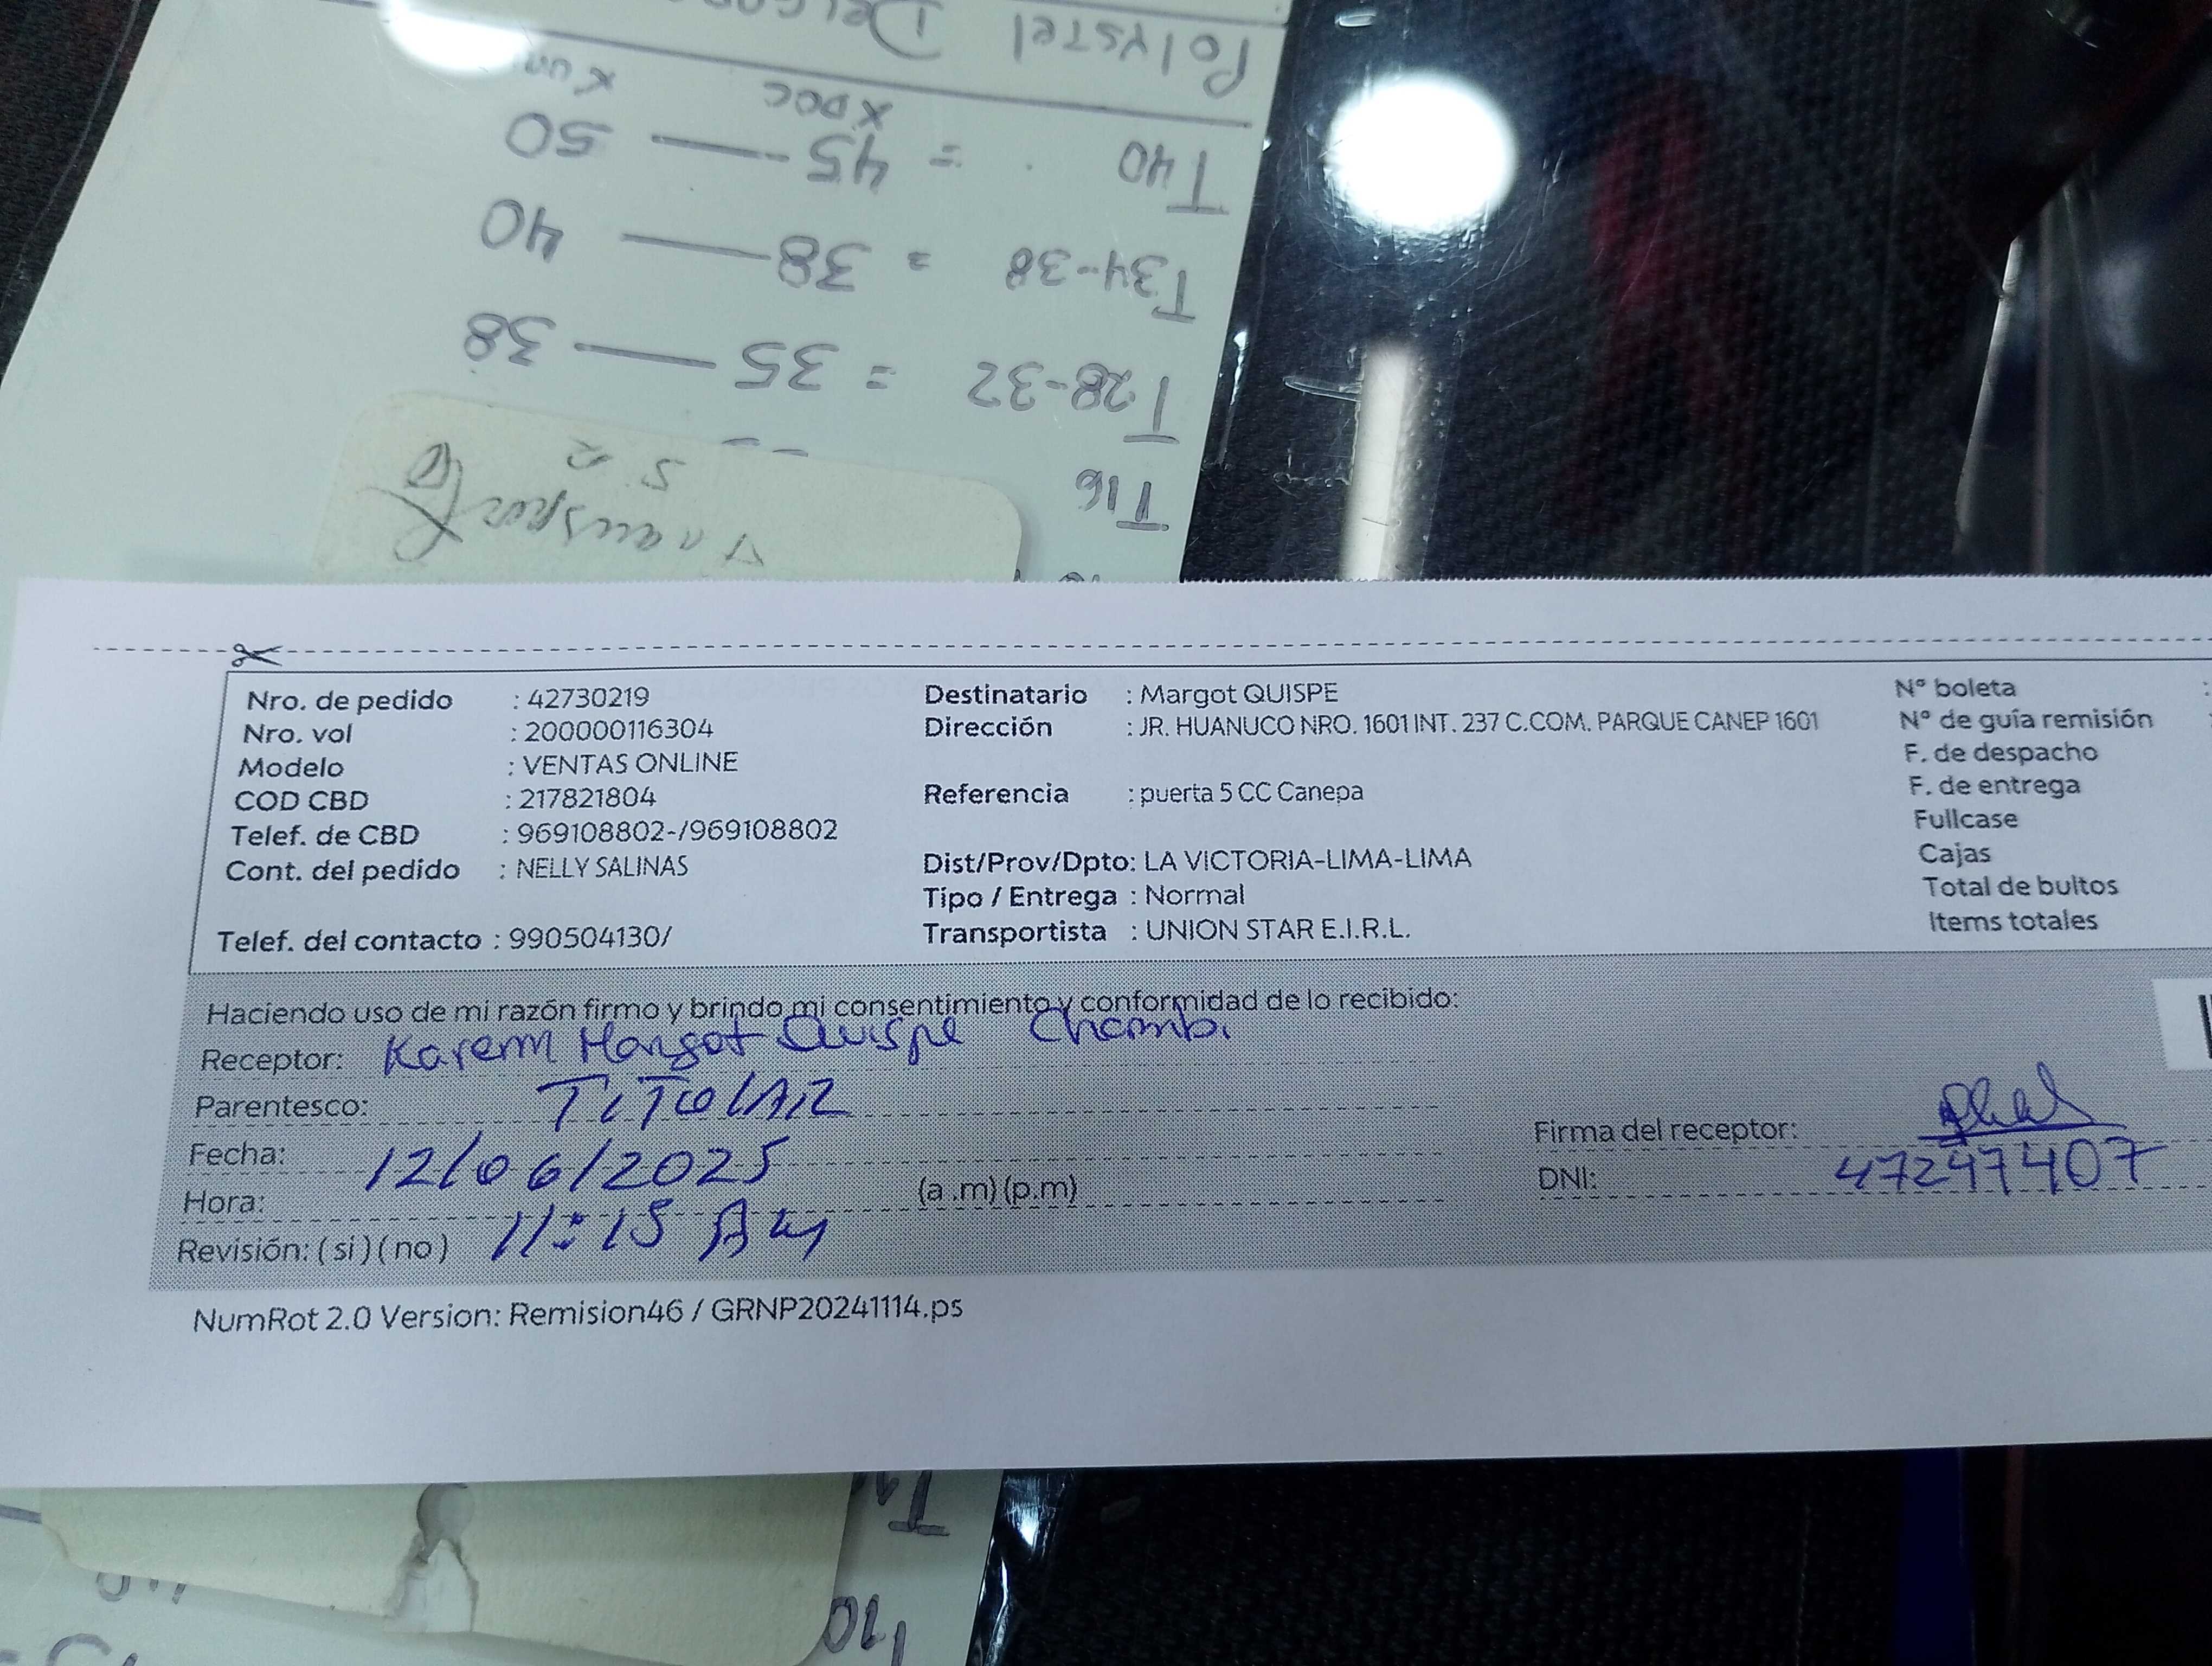 Polystel
xDOC
T40 = 45 — 50
T34-38 = 38 — 40
T28-32 = 35 — 38
T16
Nro. de pedido : 42730219
Nro. vol : 200000116304
Modelo : VENTAS ONLINE
COD CBD : 217821804
Telef. de CBD : 969108802-/969108802
Cont. del pedido : NELLY SALINAS
Telef. del contacto : 990504130/
Destinatario : Margot QUISPE
Dirección : JR. HUANUCO NRO. 1601 INT. 237 C.COM. PARQUE CANEP 1601
Referencia : puerta 5 CC Canepa
Dist/Prov/Dpto: LA VICTORIA-LIMA-LIMA
Tipo / Entrega : Normal
Transportista : UNION STAR E.I.R.L.
N° boleta :
N° de guía remisión :
F. de despacho
F. de entrega
Fullcase
Cajas
Total de bultos
Items totales
Haciendo uso de mi razón firmo y brindo mi consentimiento y conformidad de lo recibido:
Receptor: Karem Margot Quispe Chambi
Parentesco: TiTULAR
Fecha: 12/06/2025
Hora: (a .m) (p.m)
Revisión: ( si ) ( no ) 11:15 Am
Firma del receptor:
DNI: 47247407
NumRot 2.0 Version: Remision46 / GRNP20241114.ps
T10